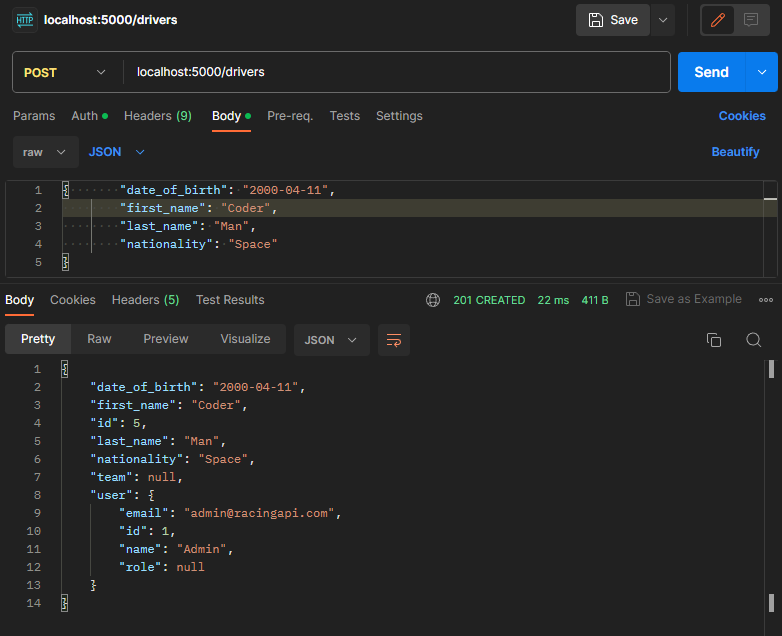 HTTP localhost:5000/drivers Save
POST localhost:5000/drivers Send
Params Auth Headers (9) Body Pre-req. Tests Settings Cookies
raw JSON Beautify
1 { "date_of_birth": "2000-04-11",
2 "first_name": "Coder",
3 "last_name": "Man",
4 "nationality": "Space"
5 }
Body Cookies Headers (5) Test Results 201 CREATED 22 ms 411 B Save as Example
Pretty Raw Preview Visualize JSON
1 {
2 "date_of_birth": "2000-04-11",
3 "first_name": "Coder",
4 "id": 5,
5 "last_name": "Man",
6 "nationality": "Space",
7 "team": null,
8 "user": {
9 "email": "admin@racingapi.com",
10 "id": 1,
11 "name": "Admin",
12 "role": null
13 }
14 }